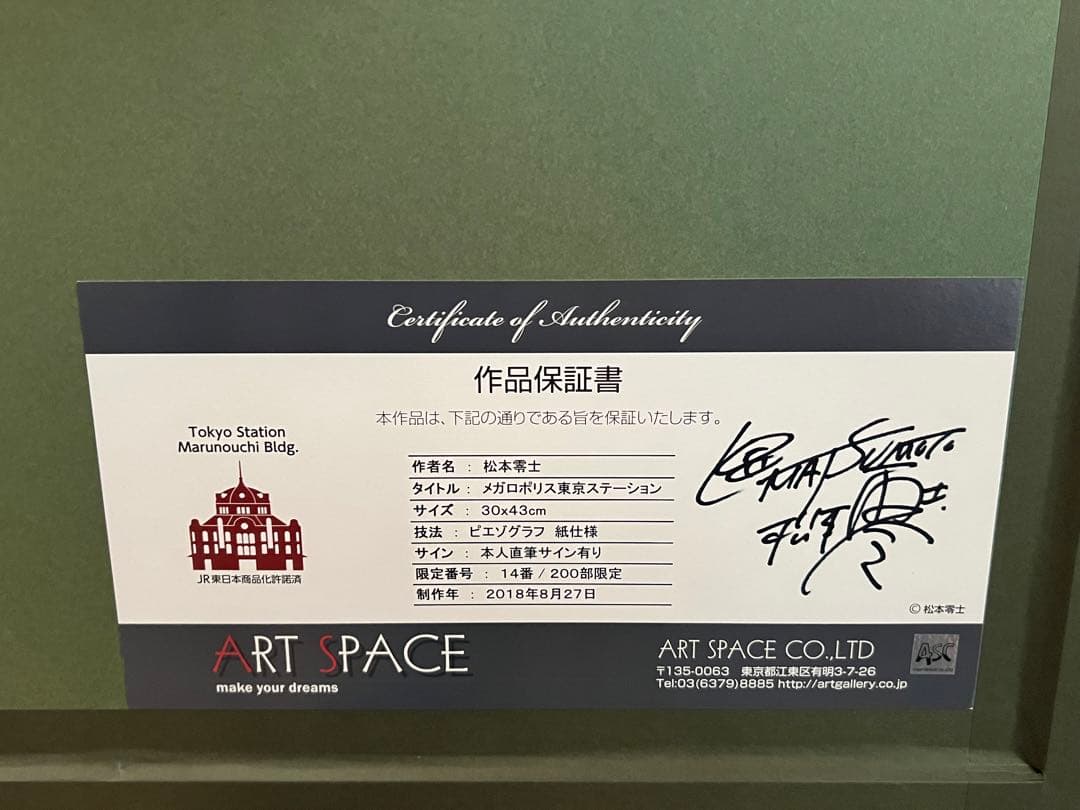 Certificate of Authenticity
作品保証書
本作品は、下記の通りである旨を保証いたします。
Tokyo Station
Marunouchi Bldg.
JR東日本商品化許諾済
作者名 : 松本零士
タイトル : メガロポリス東京ステーション
サイズ : 30x43cm
技法 : ピエゾグラフ 紙仕様
サイン : 本人直筆サイン有り
限定番号 : 14番 / 200部限定
制作年 : 2018年8月27日
MATSUMOTO
© 松本零士
ART SPACE
make your dreams
ART SPACE CO.,LTD
〒135-0063 東京都江東区有明3-7-26
Tel:03(6379)8885 http://artgallery.co.jp
ASC